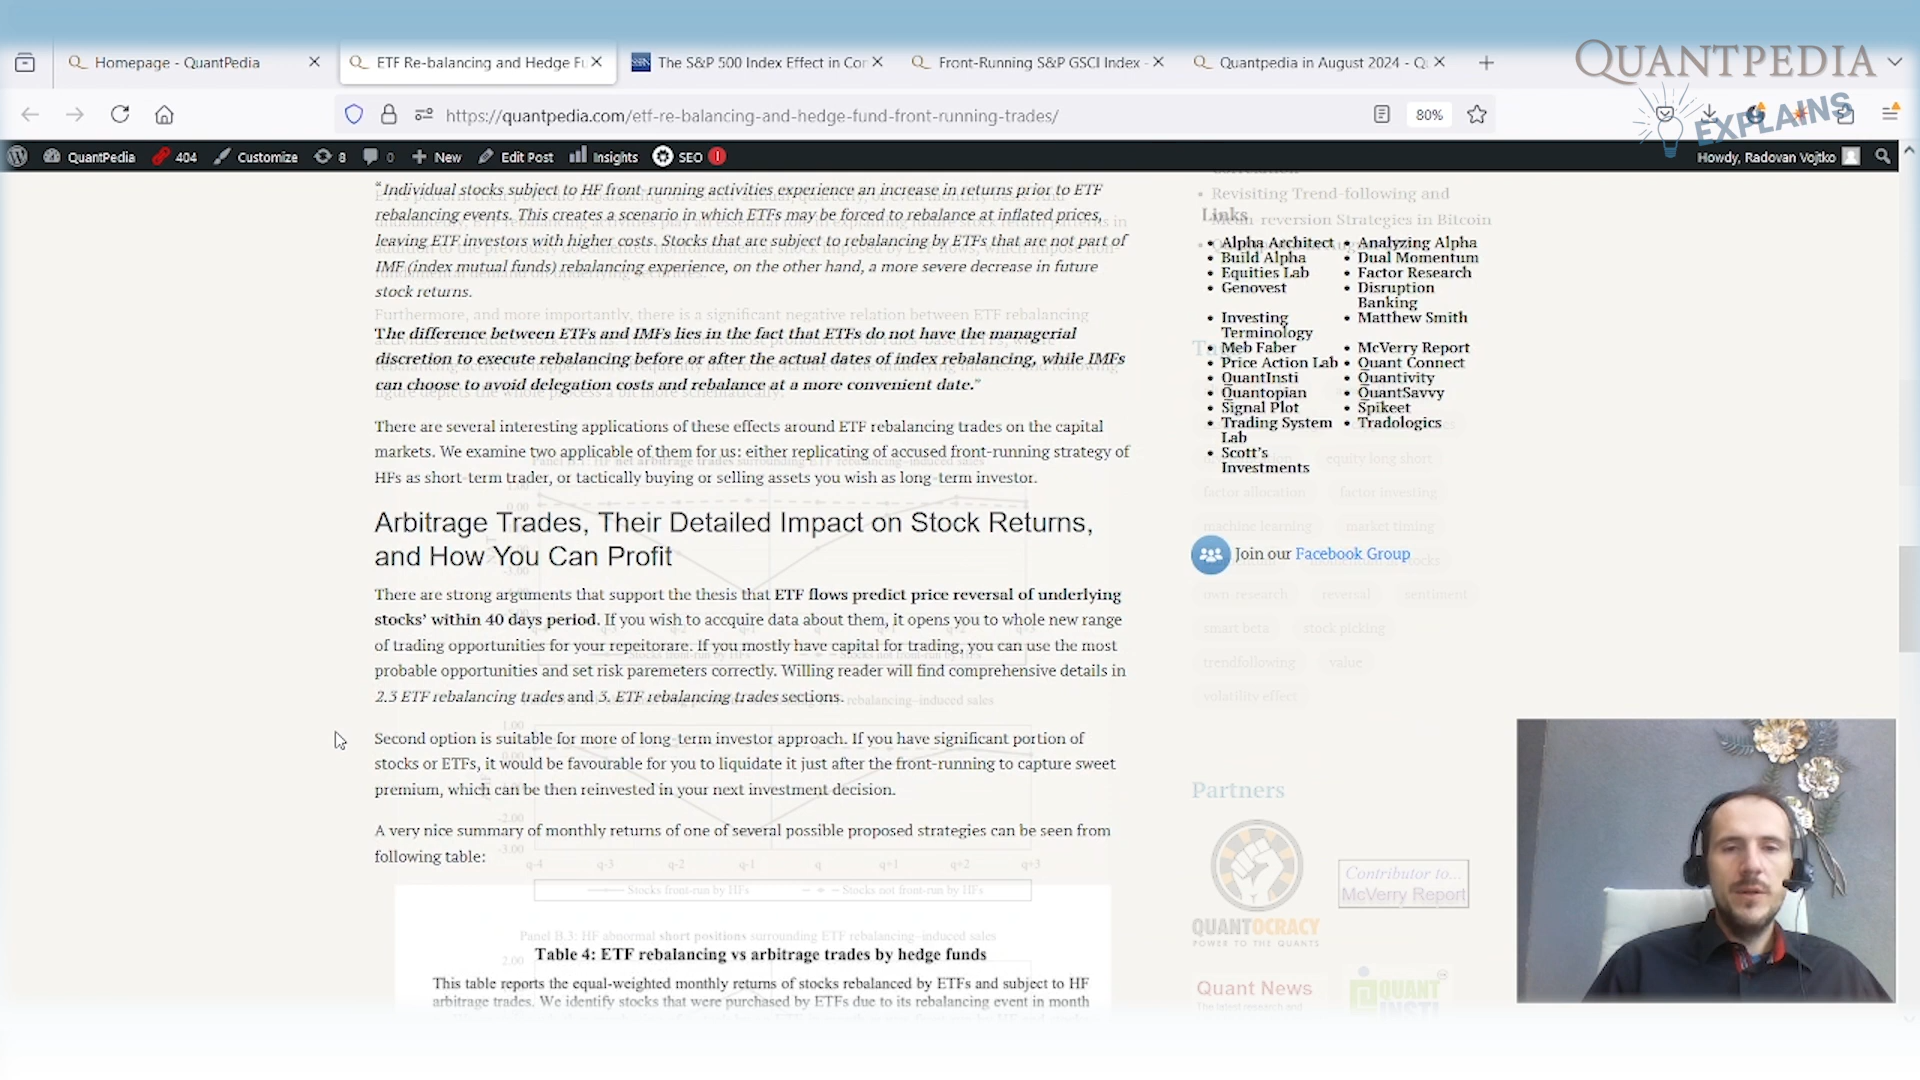 QUANTPEDIA
EXPLAINS
Homepage - QuantPedia
ETF Re-balancing and Hedge Fu
The S&P 500 Index Effect in Con
Front-Running S&P GSCI Index -
Quantpedia in August 2024 - Q
https://quantpedia.com/etf-re-balancing-and-hedge-fund-front-running-trades/
80%
QuantPedia
404
Customize
8
0
New
Edit Post
Insights
SEO
Howdy, Radovan Vojtko
"Individual stocks subject to HF front-running activities experience an increase in returns prior to ETF
rebalancing events. This creates a scenario in which ETFs may be forced to rebalance at inflated prices,
leaving ETF investors with higher costs. Stocks that are subject to rebalancing by ETFs that are not part of
IMF (index mutual funds) rebalancing experience, on the other hand, a more severe decrease in future
stock returns.
The difference between ETFs and IMFs lies in the fact that ETFs do not have the managerial
discretion to execute rebalancing before or after the actual dates of index rebalancing, while IMFs
can choose to avoid delegation costs and rebalance at a more convenient date."
There are several interesting applications of these effects around ETF rebalancing trades on the capital
markets. We examine two applicable of them for us: either replicating of accused front-running strategy of
HFs as short-term trader, or tactically buying or selling assets you wish as long-term investor.
Arbitrage Trades, Their Detailed Impact on Stock Returns,
and How You Can Profit
There are strong arguments that support the thesis that ETF flows predict price reversal of underlying
stocks' within 40 days period. If you wish to accquire data about them, it opens you to whole new range
of trading opportunities for your repeitorare. If you mostly have capital for trading, you can use the most
probable opportunities and set risk paremeters correctly. Willing reader will find comprehensive details in
2.3 ETF rebalancing trades and 3. ETF rebalancing trades sections.
Second option is suitable for more of long-term investor approach. If you have significant portion of
stocks or ETFs, it would be favourable for you to liquidate it just after the front-running to capture sweet
premium, which can be then reinvested in your next investment decision.
A very nice summary of monthly returns of one of several possible proposed strategies can be seen from
following table:
q-4 q-3 q-2 q-1 q q+1 q+2 q+3
Stocks front-run by HFs
Stocks not front-run by HFs
Panel B.3: HF abnormal short positions surrounding ETF rebalancing–induced sales
Table 4: ETF rebalancing vs arbitrage trades by hedge funds
This table reports the equal-weighted monthly returns of stocks rebalanced by ETFs and subject to HF
arbitrage trades. We identify stocks that were purchased by ETFs due to its rebalancing event in month
Revisiting Trend-following and
Mean-reversion Strategies in Bitcoin
Links
Alpha Architect
Build Alpha
Equities Lab
Genovest
Investing
Terminology
Meb Faber
Price Action Lab
QuantInsti
Quantopian
Signal Plot
Trading System
Lab
Scott's
Investments
Analyzing Alpha
Dual Momentum
Factor Research
Disruption
Banking
Matthew Smith
McVerry Report
Quant Connect
Quantivity
QuantSavvy
Spikeet
Tradologics
equity long short
factor allocation
factor investing
machine learning
market timing
Join our Facebook Group
own-research
reversal
sentiment
smart beta
stock picking
trendfollowing
value
volatility effect
Partners
QUANTOCRACY
POWER TO THE QUANTS
Contributor to...
McVerry Report
Quant News
The latest research and
QUANT
INSTI